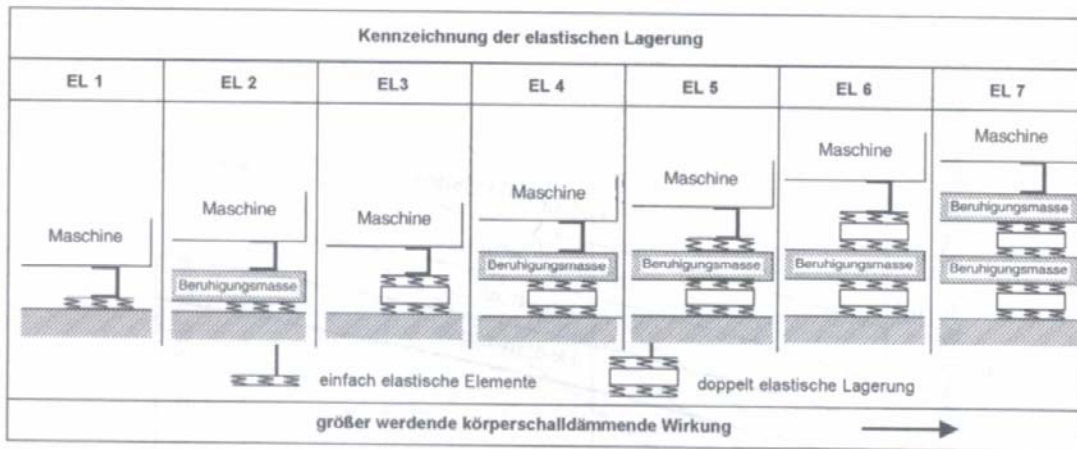 Kennzeichnung der elastischen Lagerung
EL 1 EL 2 EL3 EL 4 EL 5 EL 6 EL 7
Maschine
Maschine
Beruhigungsmasse
Maschine
Maschine
Beruhigungsmasse
Maschine
Beruhigungsmasse
Maschine
Beruhigungsmasse
Maschine
Beruhigungsmasse
Beruhigungsmasse
einfach elastische Elemente
doppelt elastische Lagerung
größer werdende körperschalldämmende Wirkung